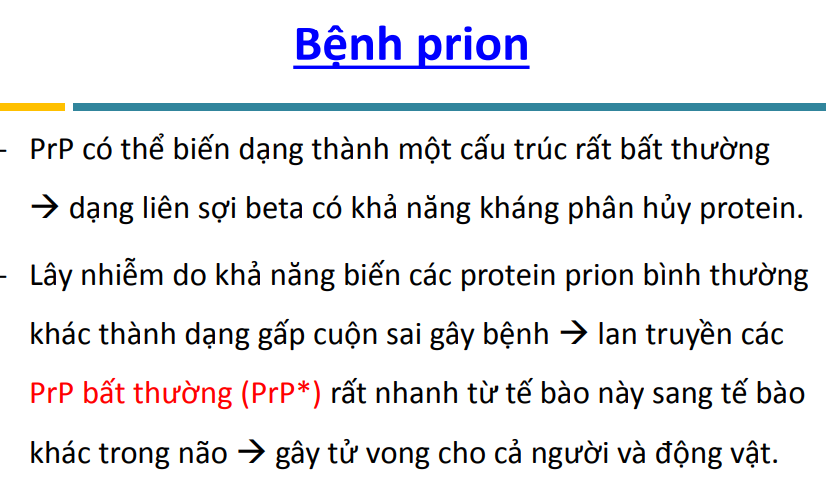 Bệnh prion
- PrP có thể biến dạng thành một cấu trúc rất bất thường
→ dạng liên sợi beta có khả năng kháng phân hủy protein.
- Lây nhiễm do khả năng biến các protein prion bình thường
khác thành dạng gấp cuộn sai gây bệnh → lan truyền các
PrP bất thường (PrP*) rất nhanh từ tế bào này sang tế bào
khác trong não → gây tử vong cho cả người và động vật.